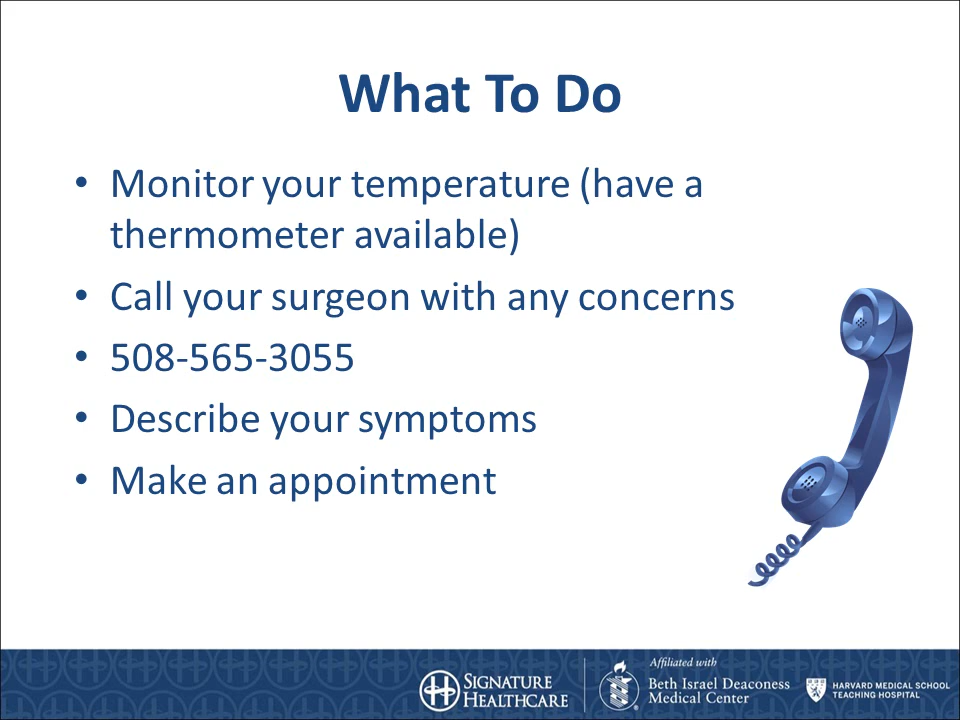 What To Do
• Monitor your temperature (have a
thermometer available)
• Call your surgeon with any concerns
• 508-565-3055
• Describe your symptoms
• Make an appointment
SIGNATURE
HEALTHCARE
Affiliated with
Beth Israel Deaconess
Medical Center
HARVARD MEDICAL SCHOOL
TEACHING HOSPITAL